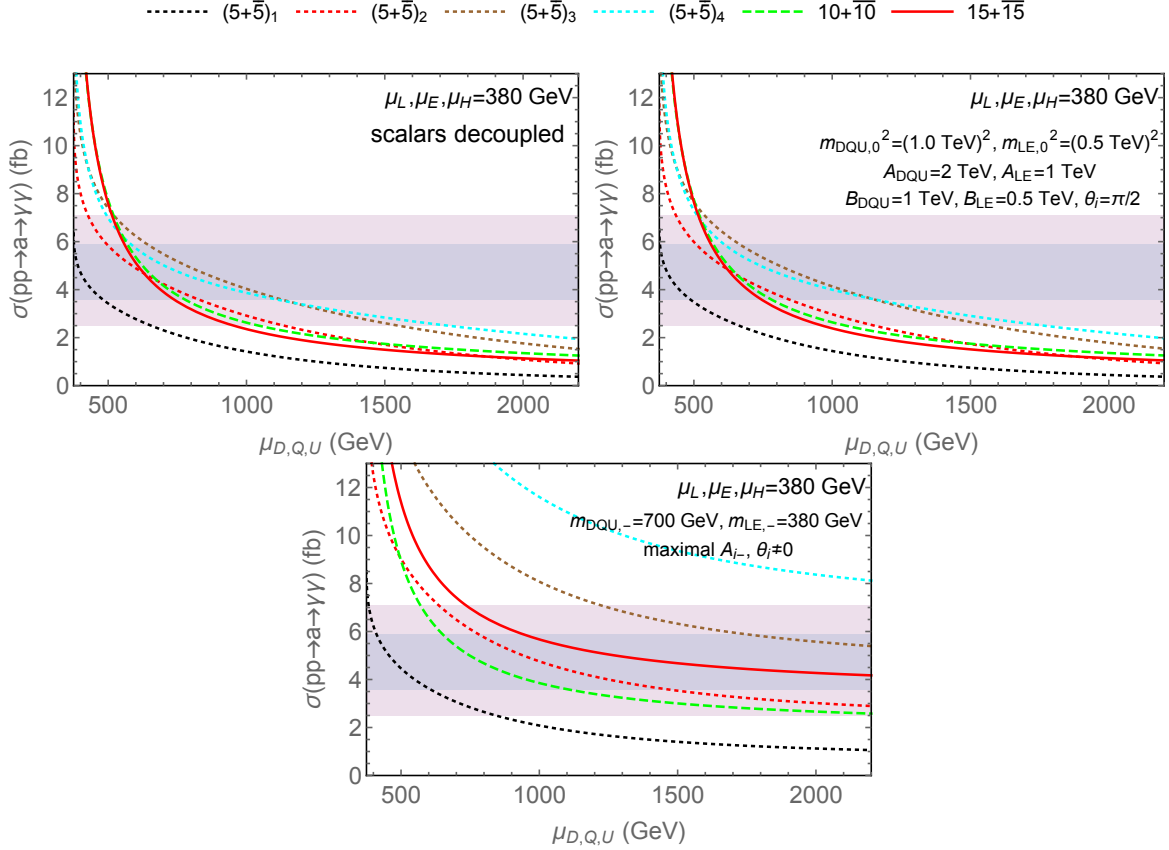 (5+5̅)₁ (5+5̅)₂ (5+5̅)₃ (5+5̅)₄ 10+1̅0̅ 15+1̅5̅
σ(pp→a→γγ) (fb)
12
10
8
6
4
2
0
μ_L,μ_E,μ_H=380 GeV
scalars decoupled
500 1000 1500 2000
μ_D,Q,U (GeV)
σ(pp→a→γγ) (fb)
12
10
8
6
4
2
0
μ_L,μ_E,μ_H=380 GeV
m_DQU,0²=(1.0 TeV)², m_LE,0²=(0.5 TeV)²
A_DQU=2 TeV, A_LE=1 TeV
B_DQU=1 TeV, B_LE=0.5 TeV, θ_i=π/2
500 1000 1500 2000
μ_D,Q,U (GeV)
σ(pp→a→γγ) (fb)
12
10
8
6
4
2
0
μ_L,μ_E,μ_H=380 GeV
m_DQU,−=700 GeV, m_LE,−=380 GeV
maximal A_i−, θ_i≠0
500 1000 1500 2000
μ_D,Q,U (GeV)